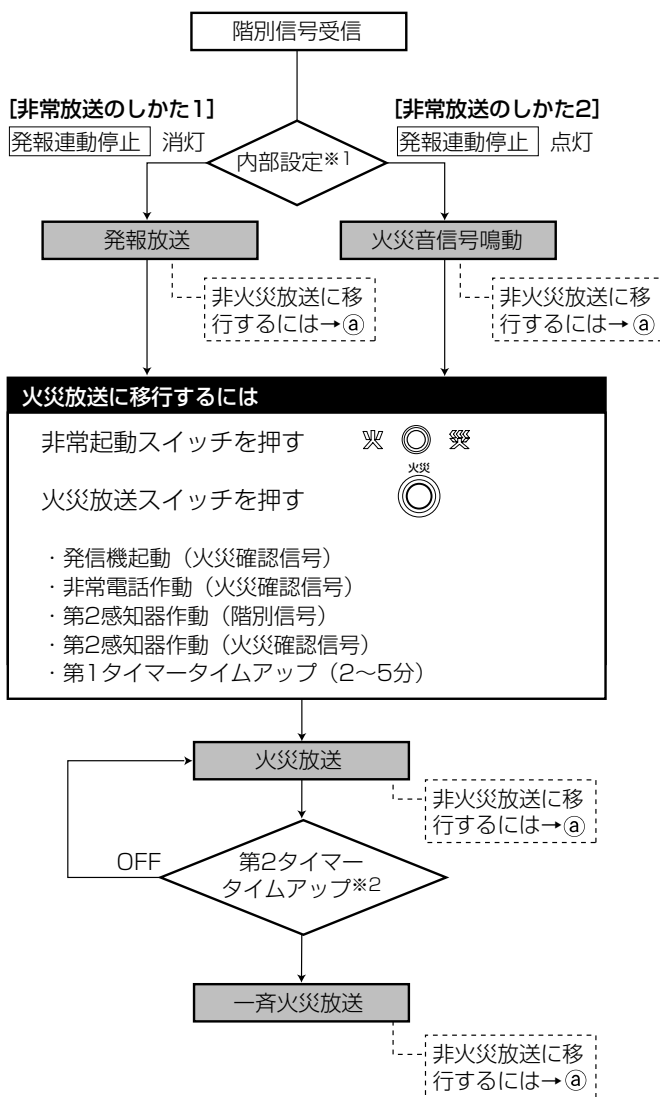 階別信号受信
[非常放送のしかた1]
発報連動停止 消灯
[非常放送のしかた2]
発報連動停止 点灯
内部設定※1
発報放送
火災音信号鳴動
非火災放送に移
行するには→ⓐ
非火災放送に移
行するには→ⓐ
火災放送に移行するには
非常起動スイッチを押す 火 災
火災放送スイッチを押す 火災
・発信機起動（火災確認信号）
・非常電話作動（火災確認信号）
・第2感知器作動（階別信号）
・第2感知器作動（火災確認信号）
・第1タイマータイムアップ（2〜5分）
火災放送
非火災放送に移
行するには→ⓐ
OFF
第2タイマー
タイムアップ※2
一斉火災放送
非火災放送に移
行するには→ⓐ